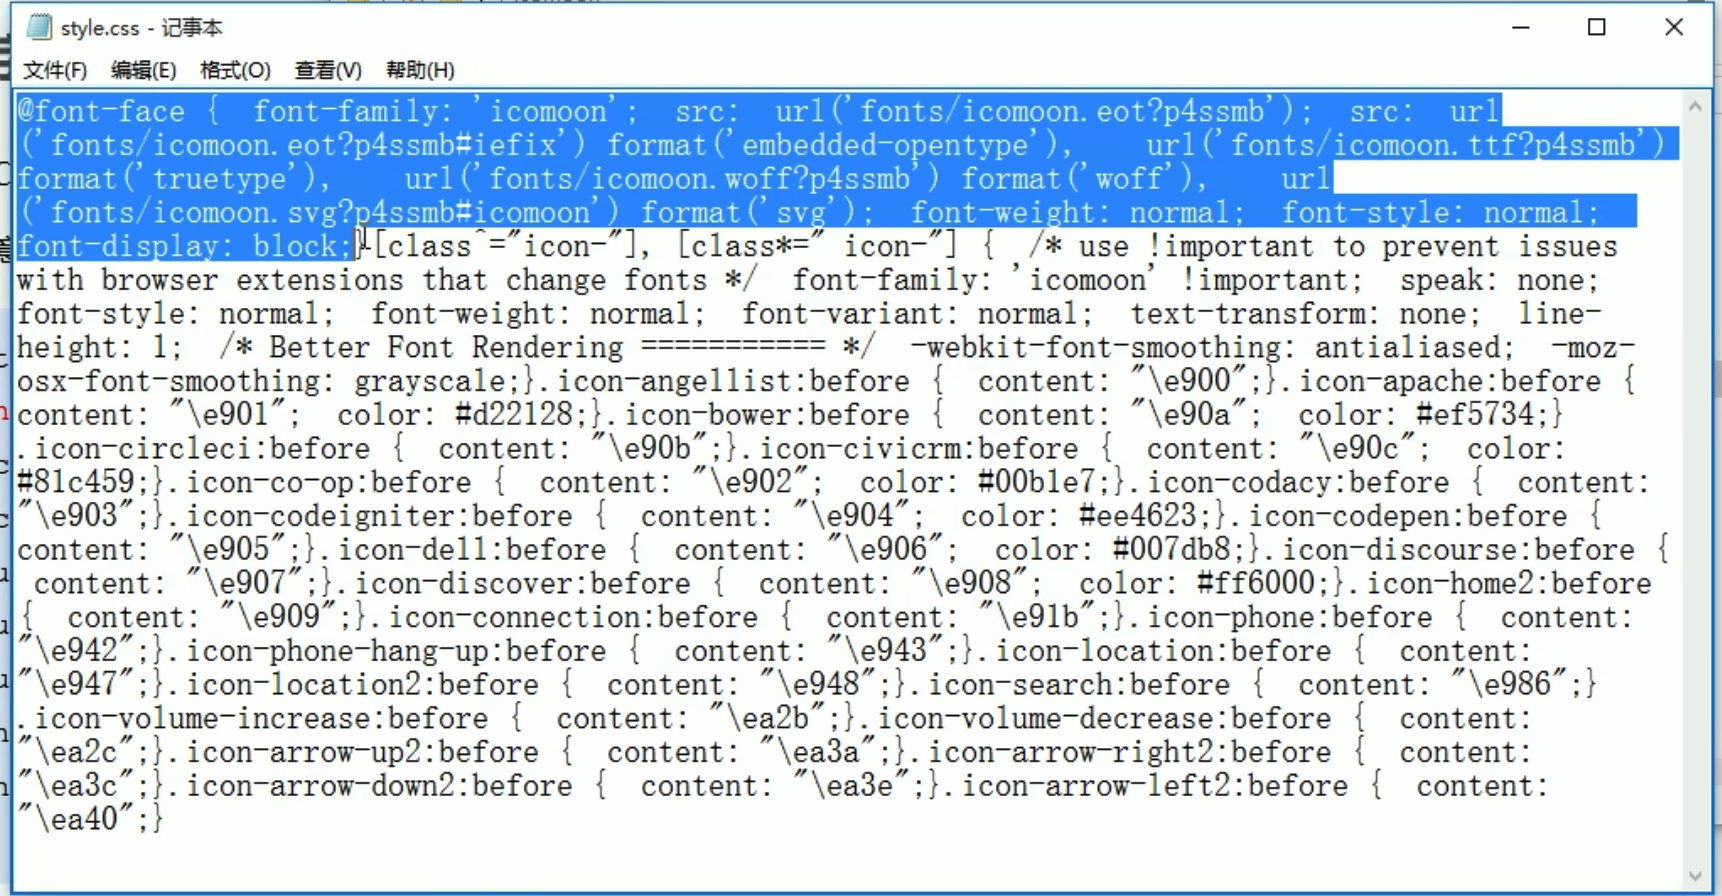 style.css - 记事本
文件(F) 编辑(E) 格式(O) 查看(V) 帮助(H)
@font-face {  font-family: 'icomoon';  src:  url('fonts/icomoon.eot?p4ssmb');  src:  url
('fonts/icomoon.eot?p4ssmb#iefix') format('embedded-opentype'),    url('fonts/icomoon.ttf?p4ssmb')
format('truetype'),    url('fonts/icomoon.woff?p4ssmb') format('woff'),    url
('fonts/icomoon.svg?p4ssmb#icomoon') format('svg');  font-weight: normal;  font-style: normal;
font-display: block;}[class^="icon-"], [class*=" icon-"] {  /* use !important to prevent issues
with browser extensions that change fonts */  font-family: 'icomoon' !important;  speak: none;
font-style: normal;  font-weight: normal;  font-variant: normal;  text-transform: none;  line-
height: 1;  /* Better Font Rendering =========== */  -webkit-font-smoothing: antialiased;  -moz-
osx-font-smoothing: grayscale;}.icon-angellist:before {  content: "\e900";}.icon-apache:before {
content: "\e901";  color: #d22128;}.icon-bower:before {  content: "\e90a";  color: #ef5734;}
.icon-circleci:before {  content: "\e90b";}.icon-civicrm:before {  content: "\e90c";  color:
#81c459;}.icon-co-op:before {  content: "\e902";  color: #00b1e7;}.icon-codacy:before {  content:
"\e903";}.icon-codeigniter:before {  content: "\e904";  color: #ee4623;}.icon-codepen:before {
content: "\e905";}.icon-dell:before {  content: "\e906";  color: #007db8;}.icon-discourse:before {
content: "\e907";}.icon-discover:before {  content: "\e908";  color: #ff6000;}.icon-home2:before
{  content: "\e909";}.icon-connection:before {  content: "\e91b";}.icon-phone:before {  content:
"\e942";}.icon-phone-hang-up:before {  content: "\e943";}.icon-location:before {  content:
"\e947";}.icon-location2:before {  content: "\e948";}.icon-search:before {  content: "\e986";}
.icon-volume-increase:before {  content: "\ea2b";}.icon-volume-decrease:before {  content:
"\ea2c";}.icon-arrow-up2:before {  content: "\ea3a";}.icon-arrow-right2:before {  content:
"\ea3c";}.icon-arrow-down2:before {  content: "\ea3e";}.icon-arrow-left2:before {  content:
"\ea40";}